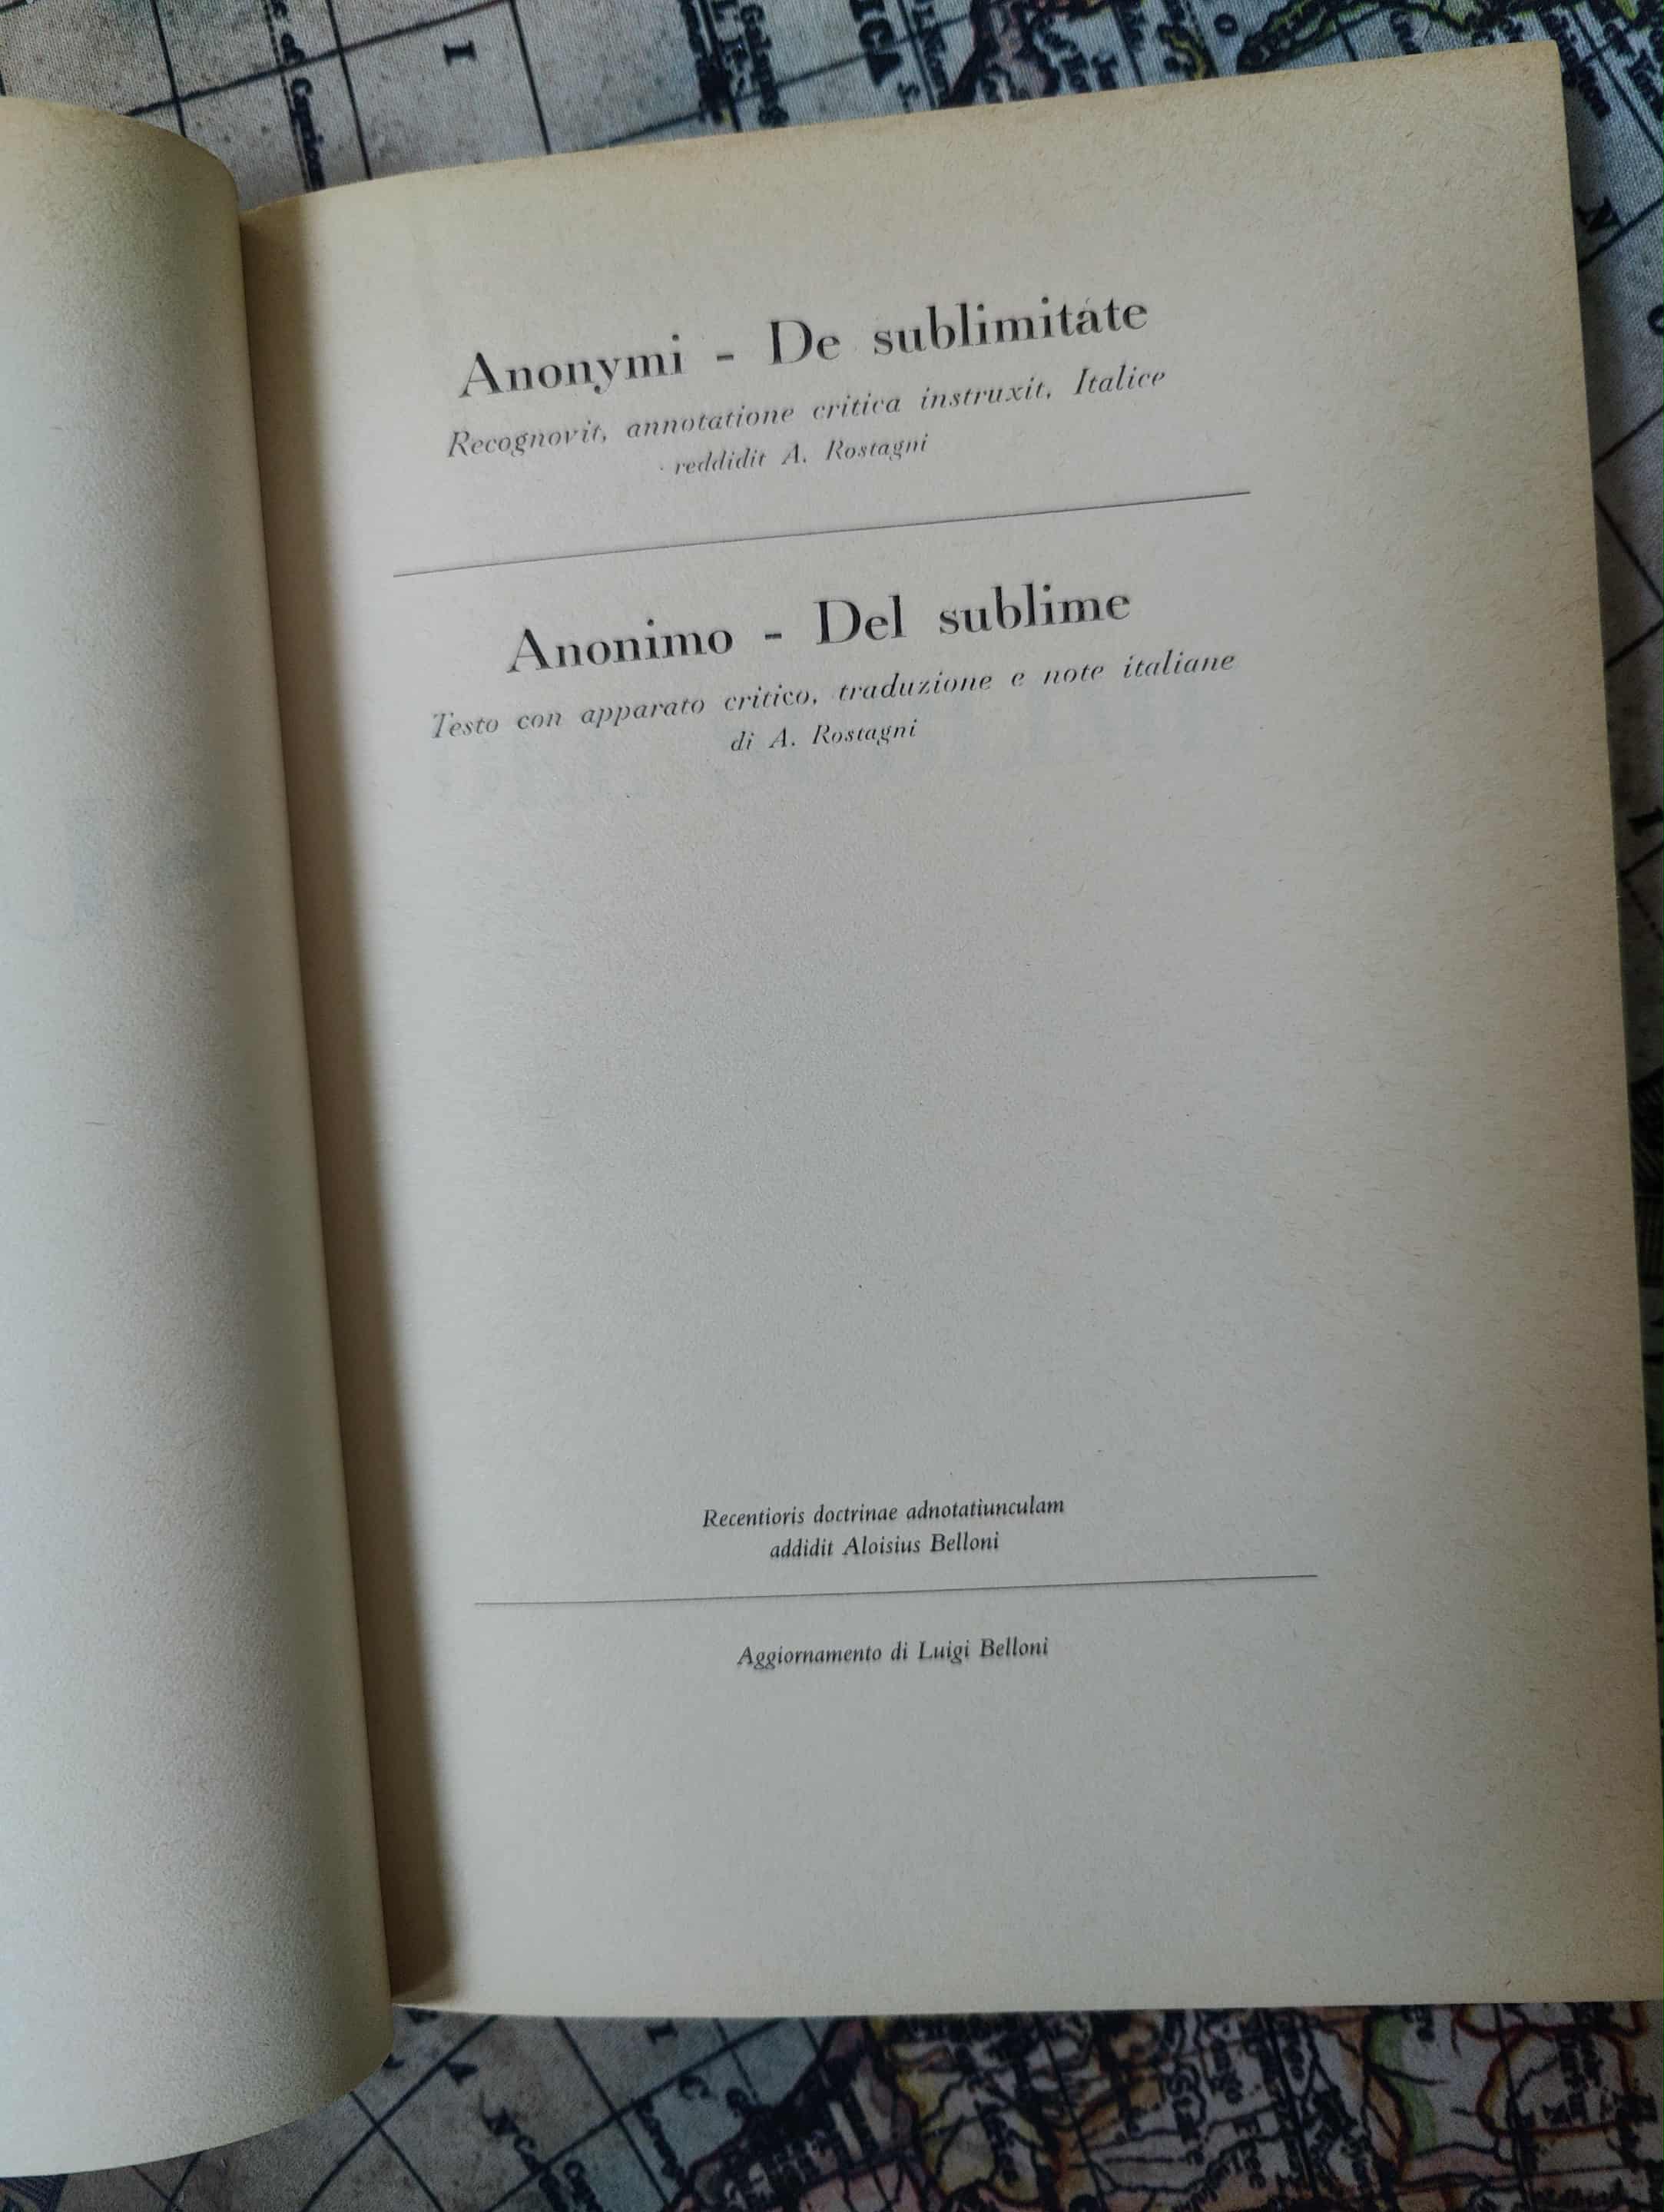 Anonymi - De sublimitate
Recognovit, annotatione critica instruxit, Italice
reddidit A. Rostagni
Anonimo - Del sublime
Testo con apparato critico, traduzione e note italiane
di A. Rostagni
Recentioris doctrinae adnotatiunculam
addidit Aloisius Belloni
Aggiornamento di Luigi Belloni